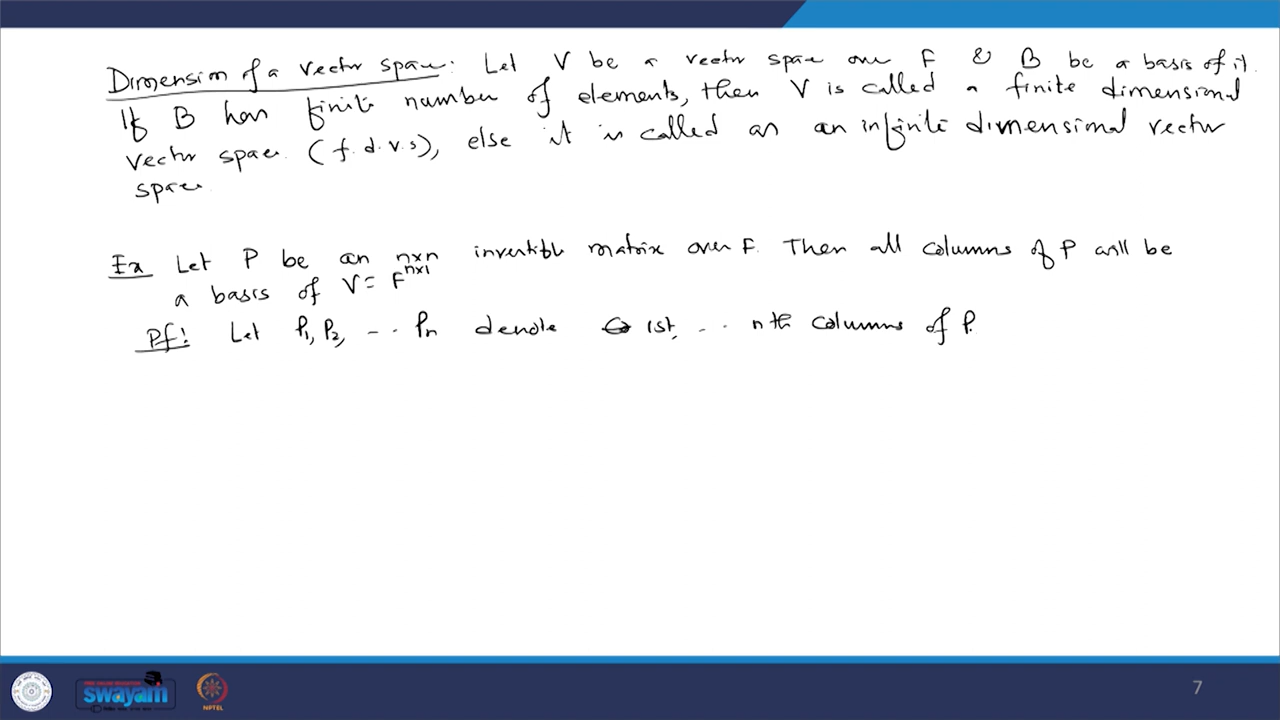 Dimension of a vector space: Let V be a vector space over F & B be a basis of it.
If B has finite number of elements, then V is called a finite dimensional
vector space (f.d.v.s), else it is called as an infinite dimensional vector
space
Ex Let P be an n×n invertible matrix over F. Then all columns of P will be
a basis of V = F^{n×1}
Pf: Let P₁, P₂, ... Pₙ denote 1st, ... nth columns of P.
swayam
NPTEL
7